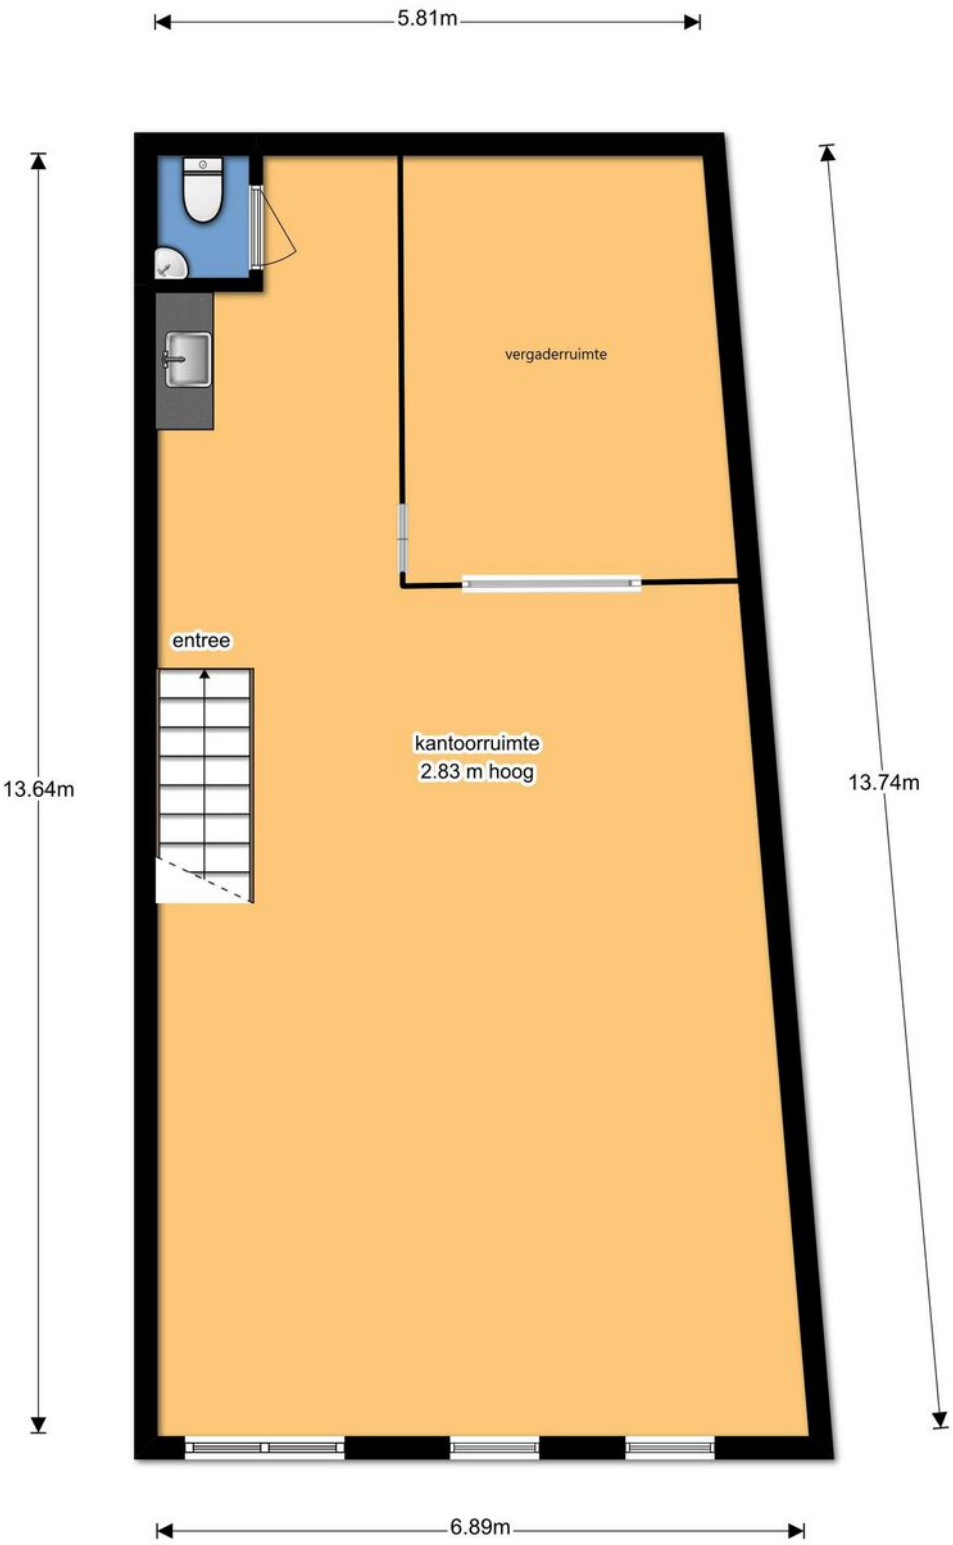 5.81m
vergaderruimte
entree
kantoorruimte
2.83 m hoog
13.64m
13.74m
6.89m